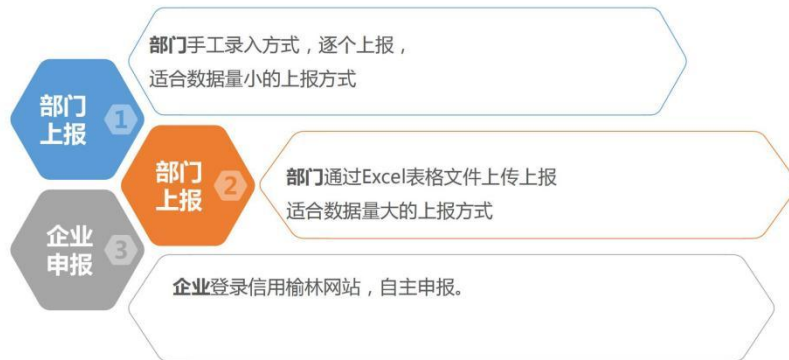 部门手工录入方式，逐个上报，
适合数据量小的上报方式
部门
上报
1
部门
上报
2
部门通过Excel表格文件上传上报
适合数据量大的上报方式
企业
申报
3
企业登录信用榆林网站，自主申报。